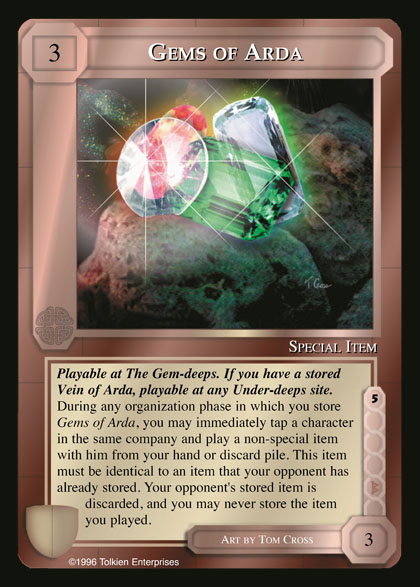 3
GEMS OF ARDA
T Cross
SPECIAL ITEM
Playable at The Gem-deeps. If you have a stored
Vein of Arda, playable at any Under-deeps site.
During any organization phase in which you store
Gems of Arda, you may immediately tap a character
in the same company and play a non-special item
with him from your hand or discard pile. This item
must be identical to an item that your opponent has
already stored. Your opponent's stored item is
discarded, and you may never store the item
you played.
5
ART BY TOM CROSS
3
©1996 Tolkien Enterprises